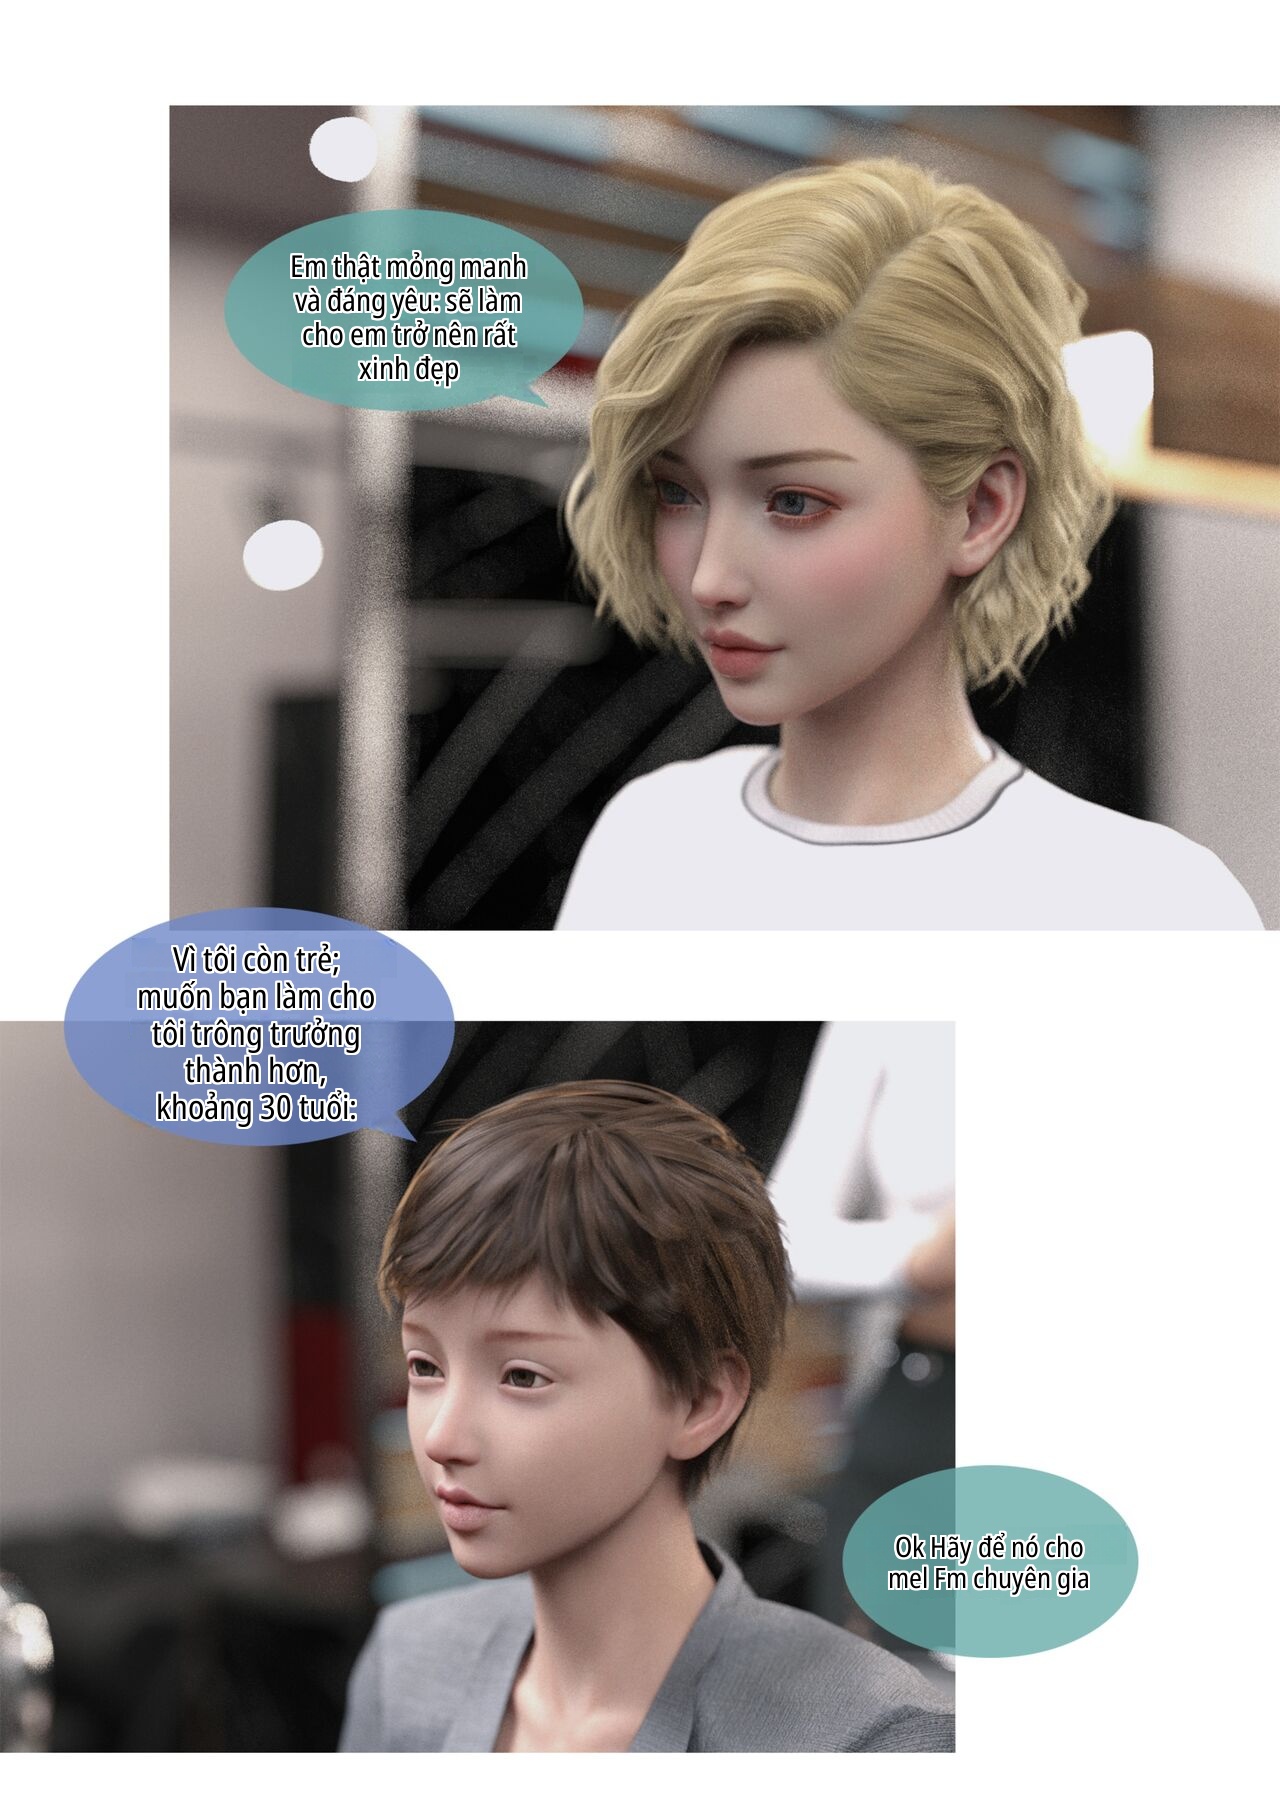 Em thật mỏng manh
và đáng yêu: sẽ làm
cho em trở nên rất
xinh đẹp
Vì tôi còn trẻ;
muốn bạn làm cho
tôi trông trưởng
thành hơn,
khoảng 30 tuổi:
Ok Hãy để nó cho
mel Fm chuyên gia